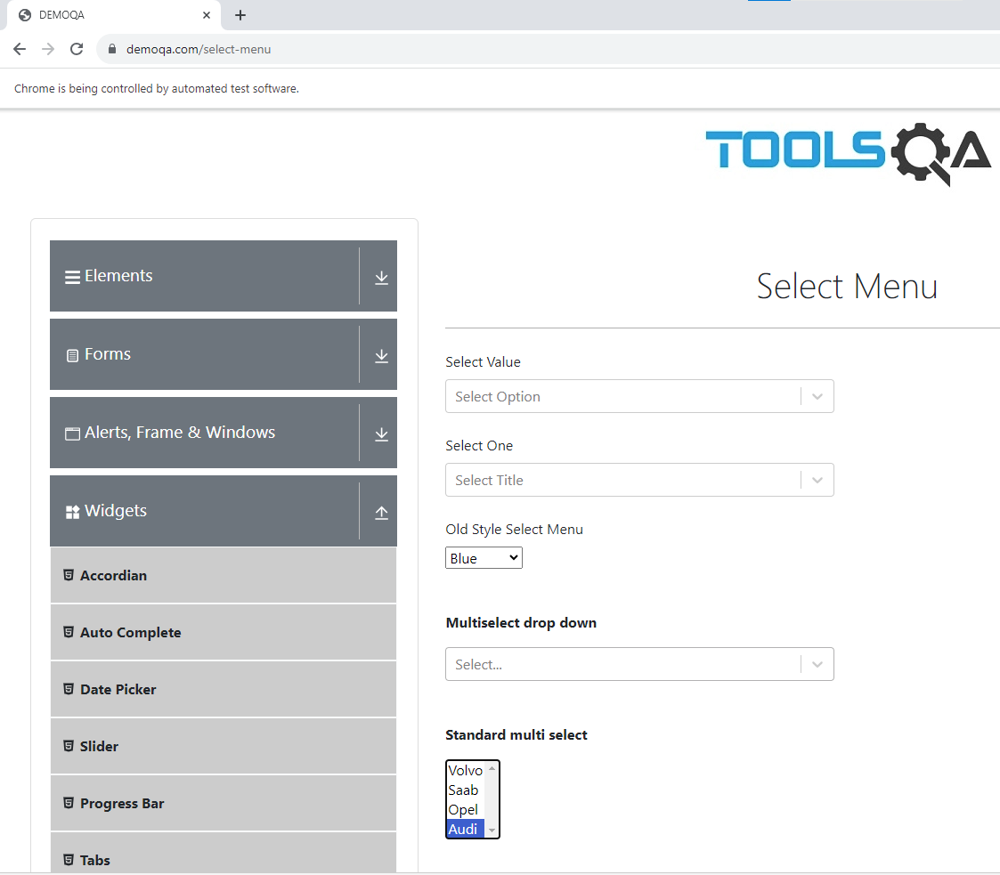 DEMOQA
demoqa.com/select-menu
Chrome is being controlled by automated test software.
TOOLSQA
Elements
Forms
Alerts, Frame & Windows
Widgets
Accordian
Auto Complete
Date Picker
Slider
Progress Bar
Tabs
Select Menu
Select Value
Select Option
Select One
Select Title
Old Style Select Menu
Blue
Multiselect drop down
Select...
Standard multi select
Volvo
Saab
Opel
Audi